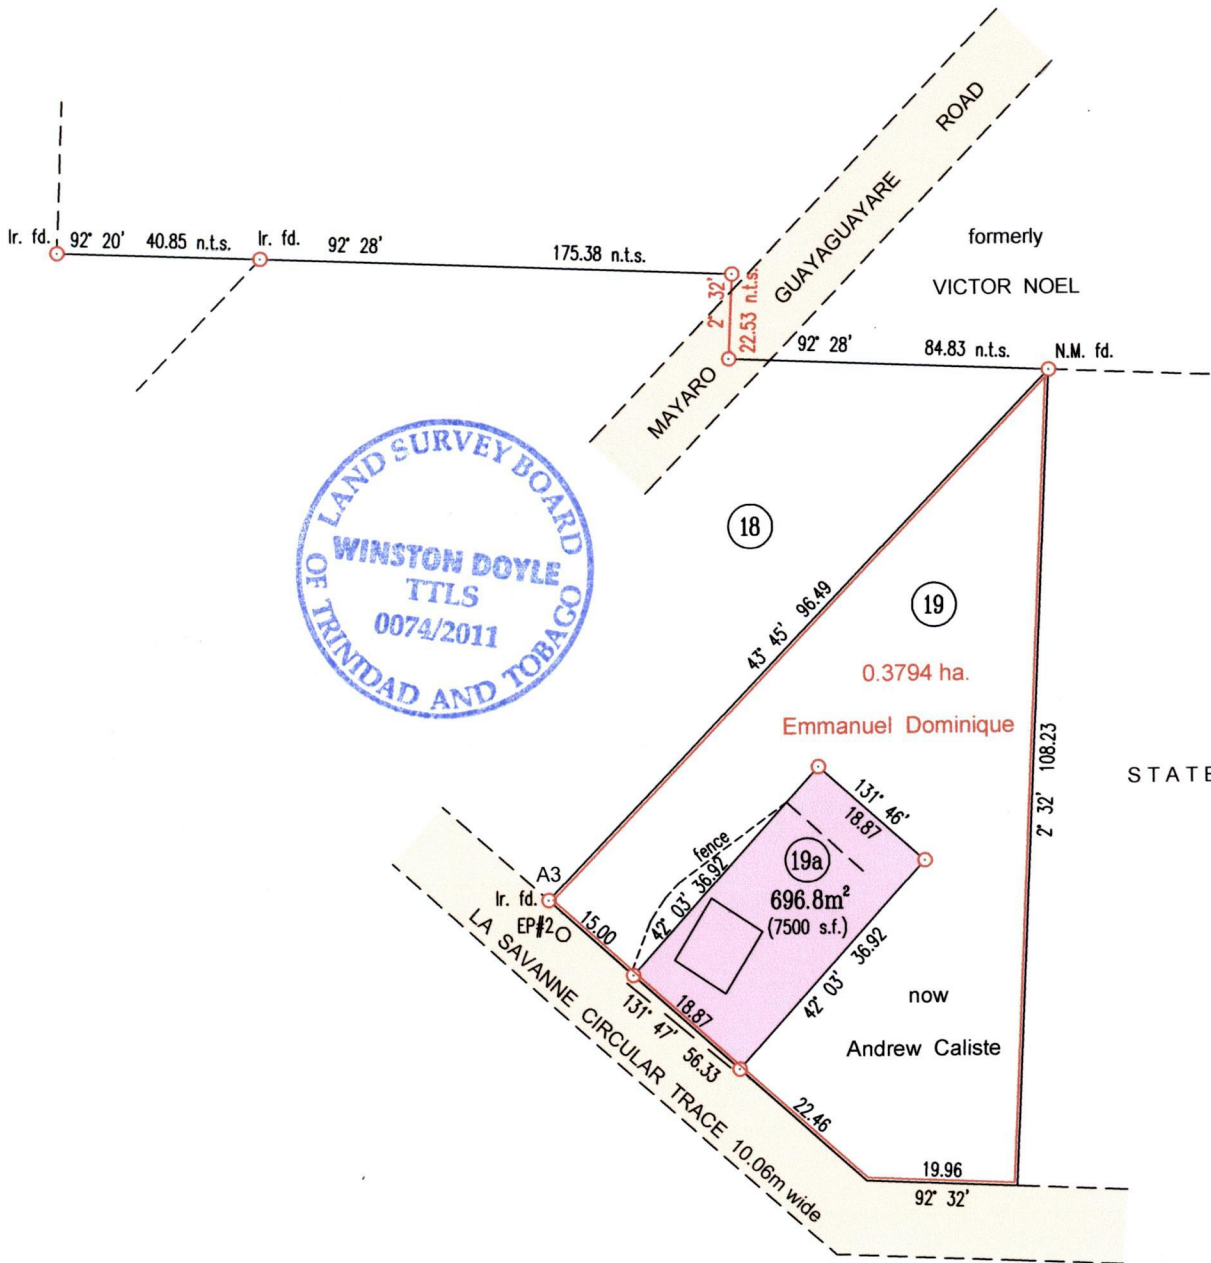 ROAD
GUAYAGUAYARE
MAYARO
Ir. fd.
92° 20' 40.85 n.t.s.
Ir. fd.
92° 28' 175.38 n.t.s.
2° 32'
22.53 n.t.s.
formerly
VICTOR NOEL
92° 28' 84.83 n.t.s.
N.M. fd.
LAND SURVEY BOARD
OF TRINIDAD AND TOBAGO
WINSTON DOYLE
TTLS
0074/2011
18
43° 45' 96.49
19
0.3794 ha.
Emmanuel Dominique
2° 32' 108.23
STATE
131° 46'
18.87
fence
42° 03' 36.92
19a
696.8m²
(7500 s.f.)
42° 03' 36.92
A3
Ir. fd.
EP#2
15.00
18.87
131° 47' 56.33
LA SAVANNE CIRCULAR TRACE 10.06m wide
now
Andrew Caliste
22.46
19.96
92° 32'